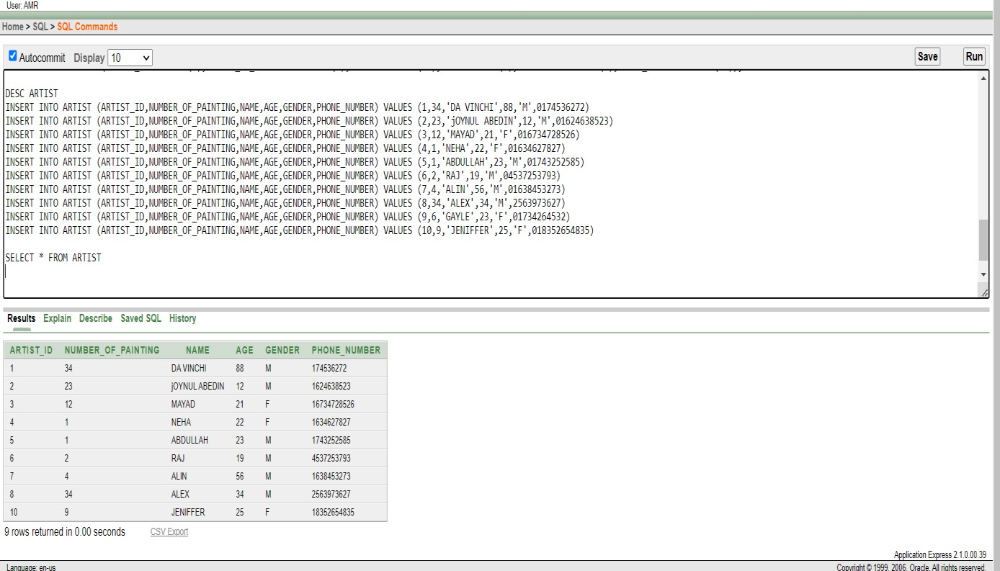 User: AMR
Home > SQL > SQL Commands
Autocommit Display 10 Save Run
DESC ARTIST
INSERT INTO ARTIST (ARTIST_ID,NUMBER_OF_PAINTING,NAME,AGE,GENDER,PHONE_NUMBER) VALUES (1,34,'DA VINCHI',88,'M',0174536272)
INSERT INTO ARTIST (ARTIST_ID,NUMBER_OF_PAINTING,NAME,AGE,GENDER,PHONE_NUMBER) VALUES (2,23,'jOYNUL ABEDIN',12,'M',01624638523)
INSERT INTO ARTIST (ARTIST_ID,NUMBER_OF_PAINTING,NAME,AGE,GENDER,PHONE_NUMBER) VALUES (3,12,'MAYAD',21,'F',016734728526)
INSERT INTO ARTIST (ARTIST_ID,NUMBER_OF_PAINTING,NAME,AGE,GENDER,PHONE_NUMBER) VALUES (4,1,'NEHA',22,'F',01634627827)
INSERT INTO ARTIST (ARTIST_ID,NUMBER_OF_PAINTING,NAME,AGE,GENDER,PHONE_NUMBER) VALUES (5,1,'ABDULLAH',23,'M',01743252585)
INSERT INTO ARTIST (ARTIST_ID,NUMBER_OF_PAINTING,NAME,AGE,GENDER,PHONE_NUMBER) VALUES (6,2,'RAJ',19,'M',04537253793)
INSERT INTO ARTIST (ARTIST_ID,NUMBER_OF_PAINTING,NAME,AGE,GENDER,PHONE_NUMBER) VALUES (7,4,'ALIN',56,'M',01638453273)
INSERT INTO ARTIST (ARTIST_ID,NUMBER_OF_PAINTING,NAME,AGE,GENDER,PHONE_NUMBER) VALUES (8,34,'ALEX',34,'M',2563973627)
INSERT INTO ARTIST (ARTIST_ID,NUMBER_OF_PAINTING,NAME,AGE,GENDER,PHONE_NUMBER) VALUES (9,6,'GAYLE',23,'F',01734264532)
INSERT INTO ARTIST (ARTIST_ID,NUMBER_OF_PAINTING,NAME,AGE,GENDER,PHONE_NUMBER) VALUES (10,9,'JENIFFER',25,'F',018352654835)
SELECT * FROM ARTIST
Results Explain Describe Saved SQL History
ARTIST_ID NUMBER_OF_PAINTING NAME AGE GENDER PHONE_NUMBER
1 34 DA VINCHI 88 M 174536272
2 23 jOYNUL ABEDIN 12 M 1624638523
3 12 MAYAD 21 F 16734728526
4 1 NEHA 22 F 1634627827
5 1 ABDULLAH 23 M 1743252585
6 2 RAJ 19 M 4537253793
7 4 ALIN 56 M 1638453273
8 34 ALEX 34 M 2563973627
10 9 JENIFFER 25 F 18352654835
9 rows returned in 0.00 seconds CSV Export
Application Express 2.1.0.00.39
Language: en-us Copyright © 1999, 2006, Oracle. All rights reserved.